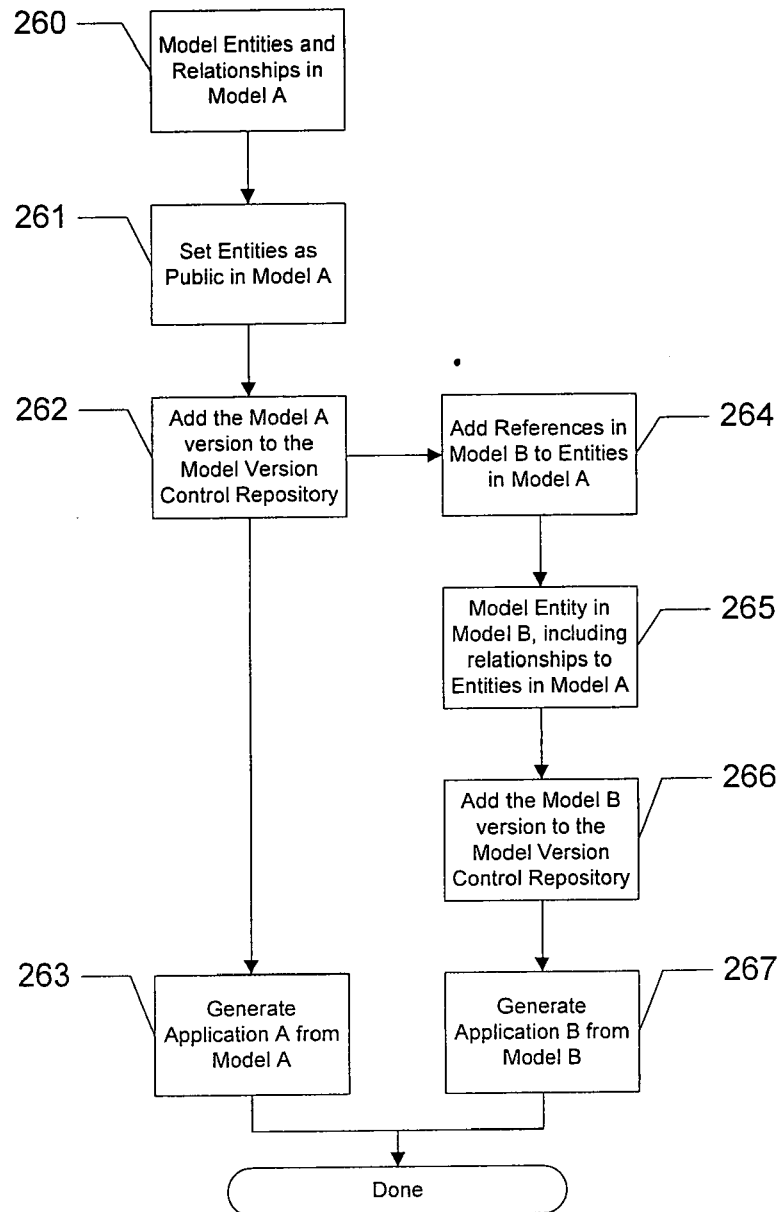 260
Model Entities and
Relationships in
Model A
261
Set Entities as
Public in Model A
262
Add the Model A
version to the
Model Version
Control Repository
264
Add References in
Model B to Entities
in Model A
265
Model Entity in
Model B, including
relationships to
Entities in Model A
266
Add the Model B
version to the
Model Version
Control Repository
263
Generate
Application A from
Model A
267
Generate
Application B from
Model B
Done